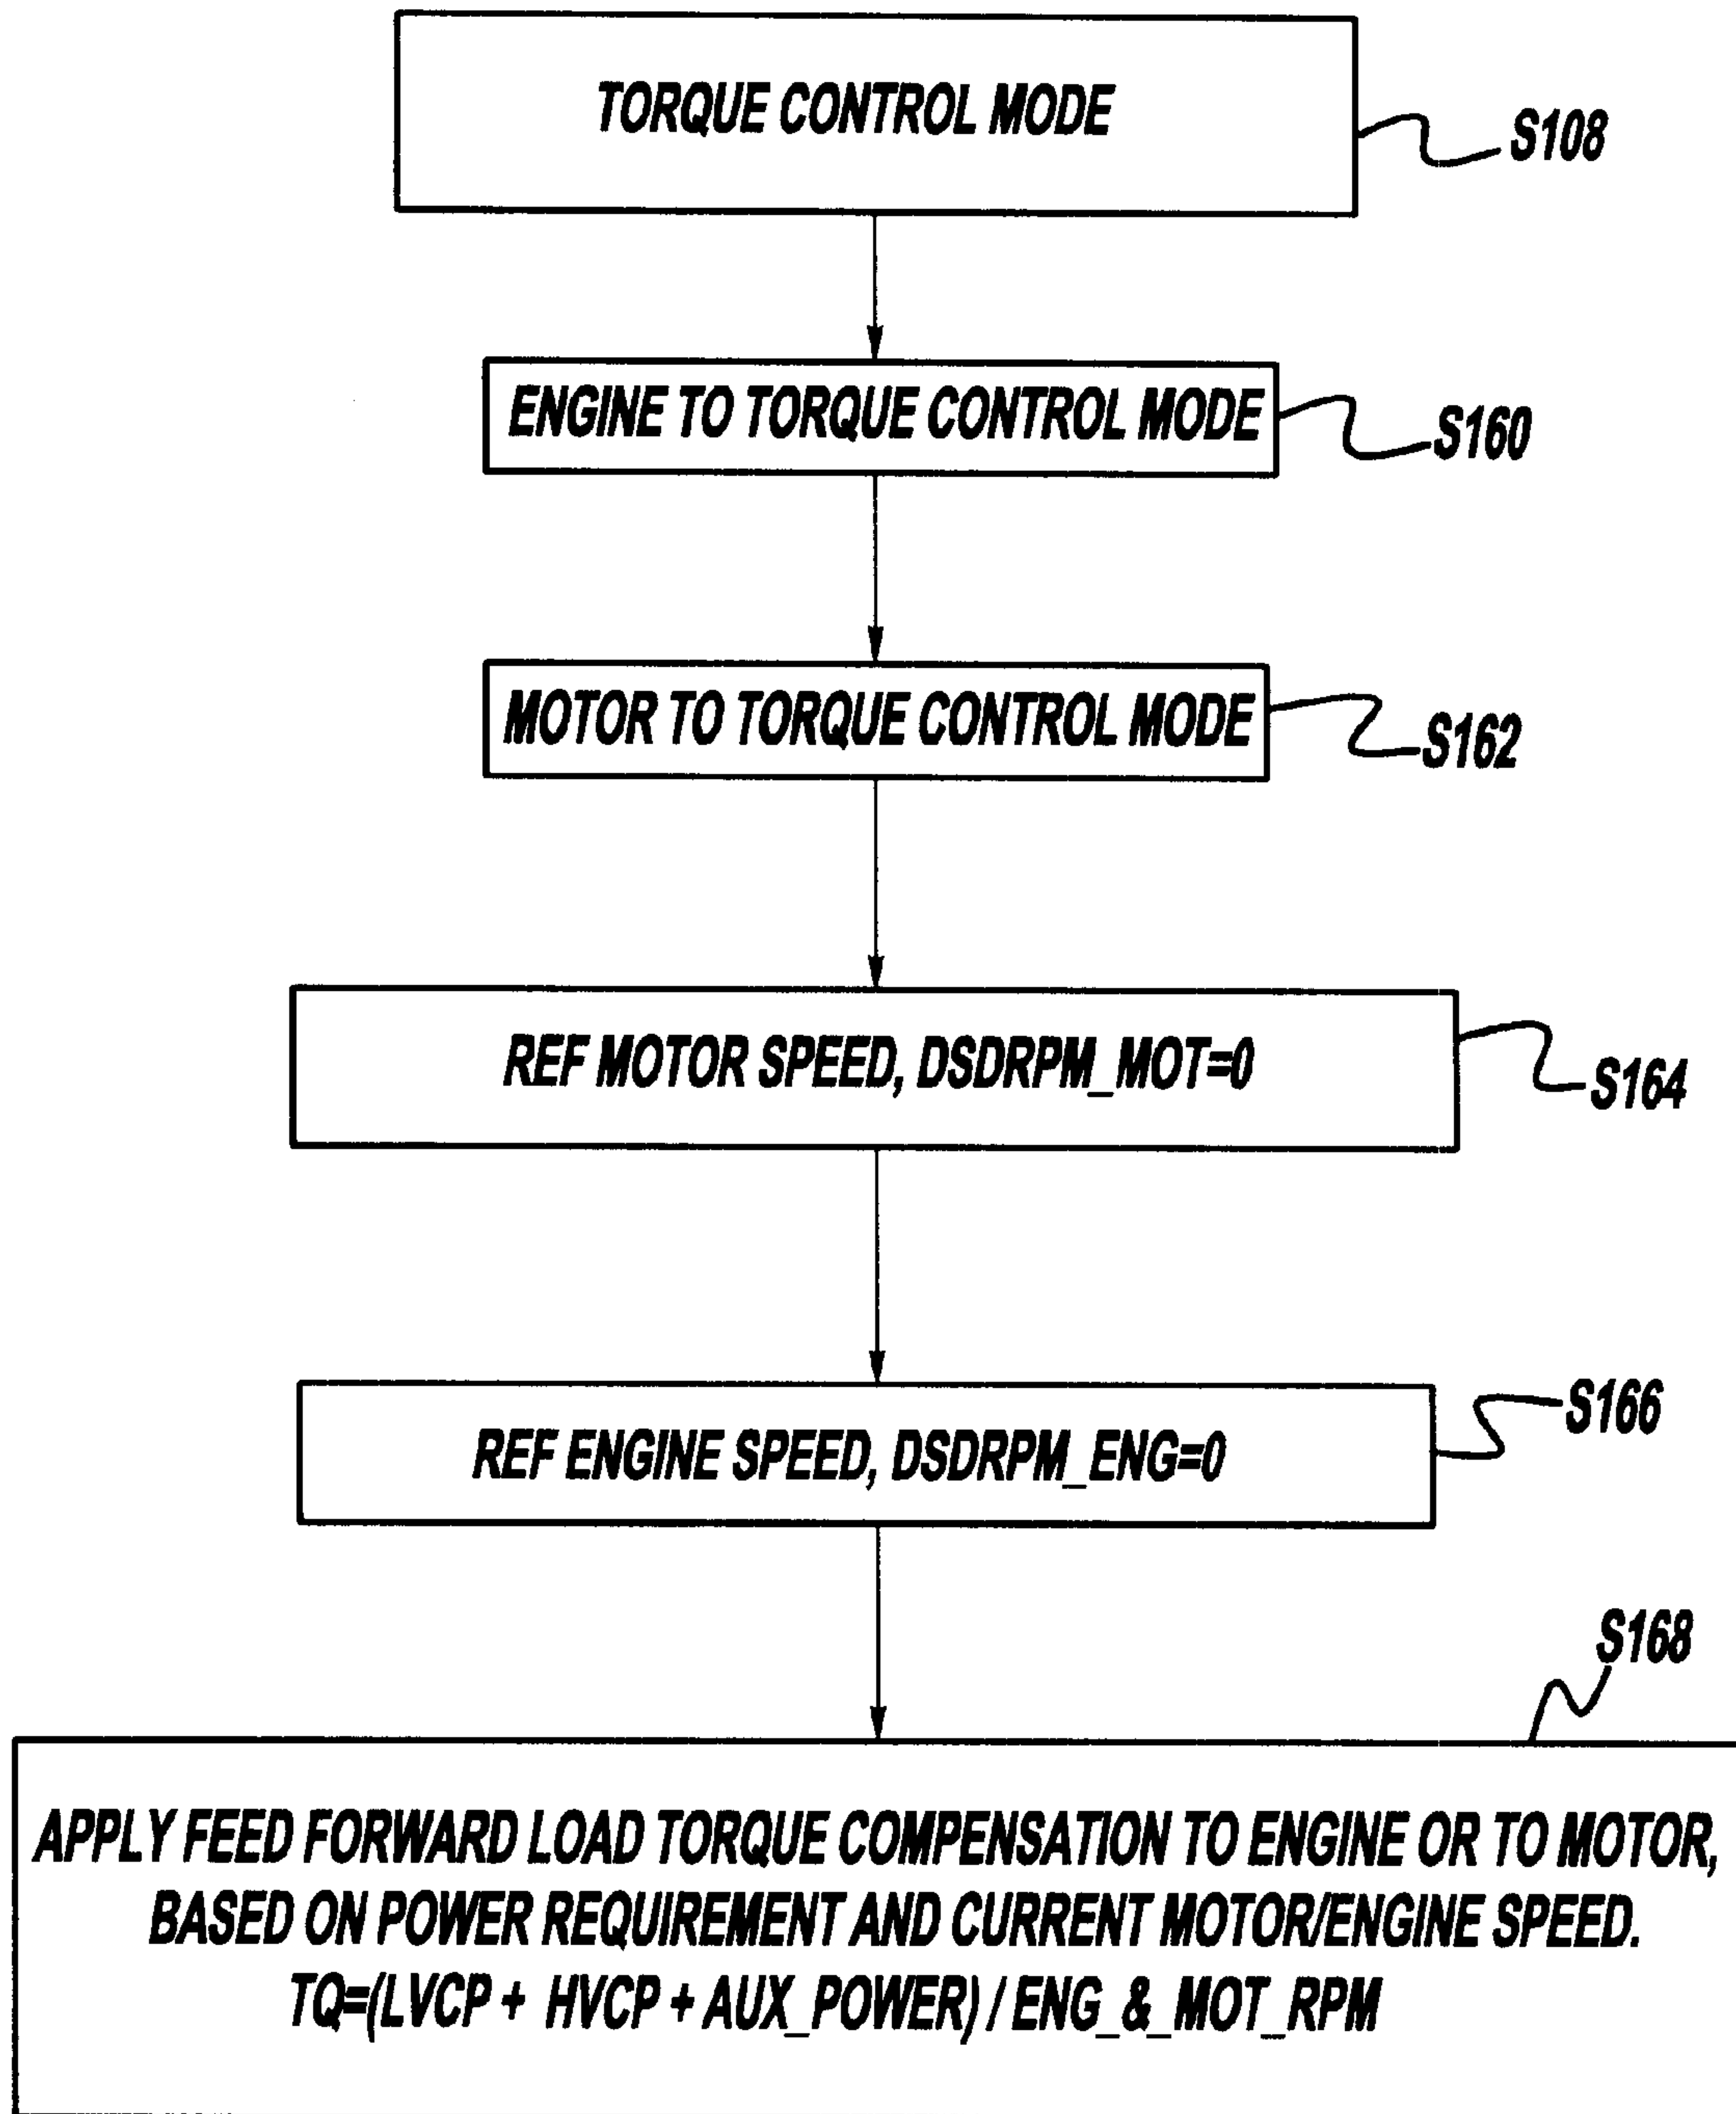 TORQUE CONTROL MODE
S108
ENGINE TO TORQUE CONTROL MODE
S160
MOTOR TO TORQUE CONTROL MODE
S162
REF MOTOR SPEED, DSDRPM_MOT=0
S164
REF ENGINE SPEED, DSDRPM_ENG=0
S166
S168
APPLY FEED FORWARD LOAD TORQUE COMPENSATION TO ENGINE OR TO MOTOR,
BASED ON POWER REQUIREMENT AND CURRENT MOTOR/ENGINE SPEED.
TQ=(LVCP + HVCP + AUX_POWER) / ENG_&_MOT_RPM